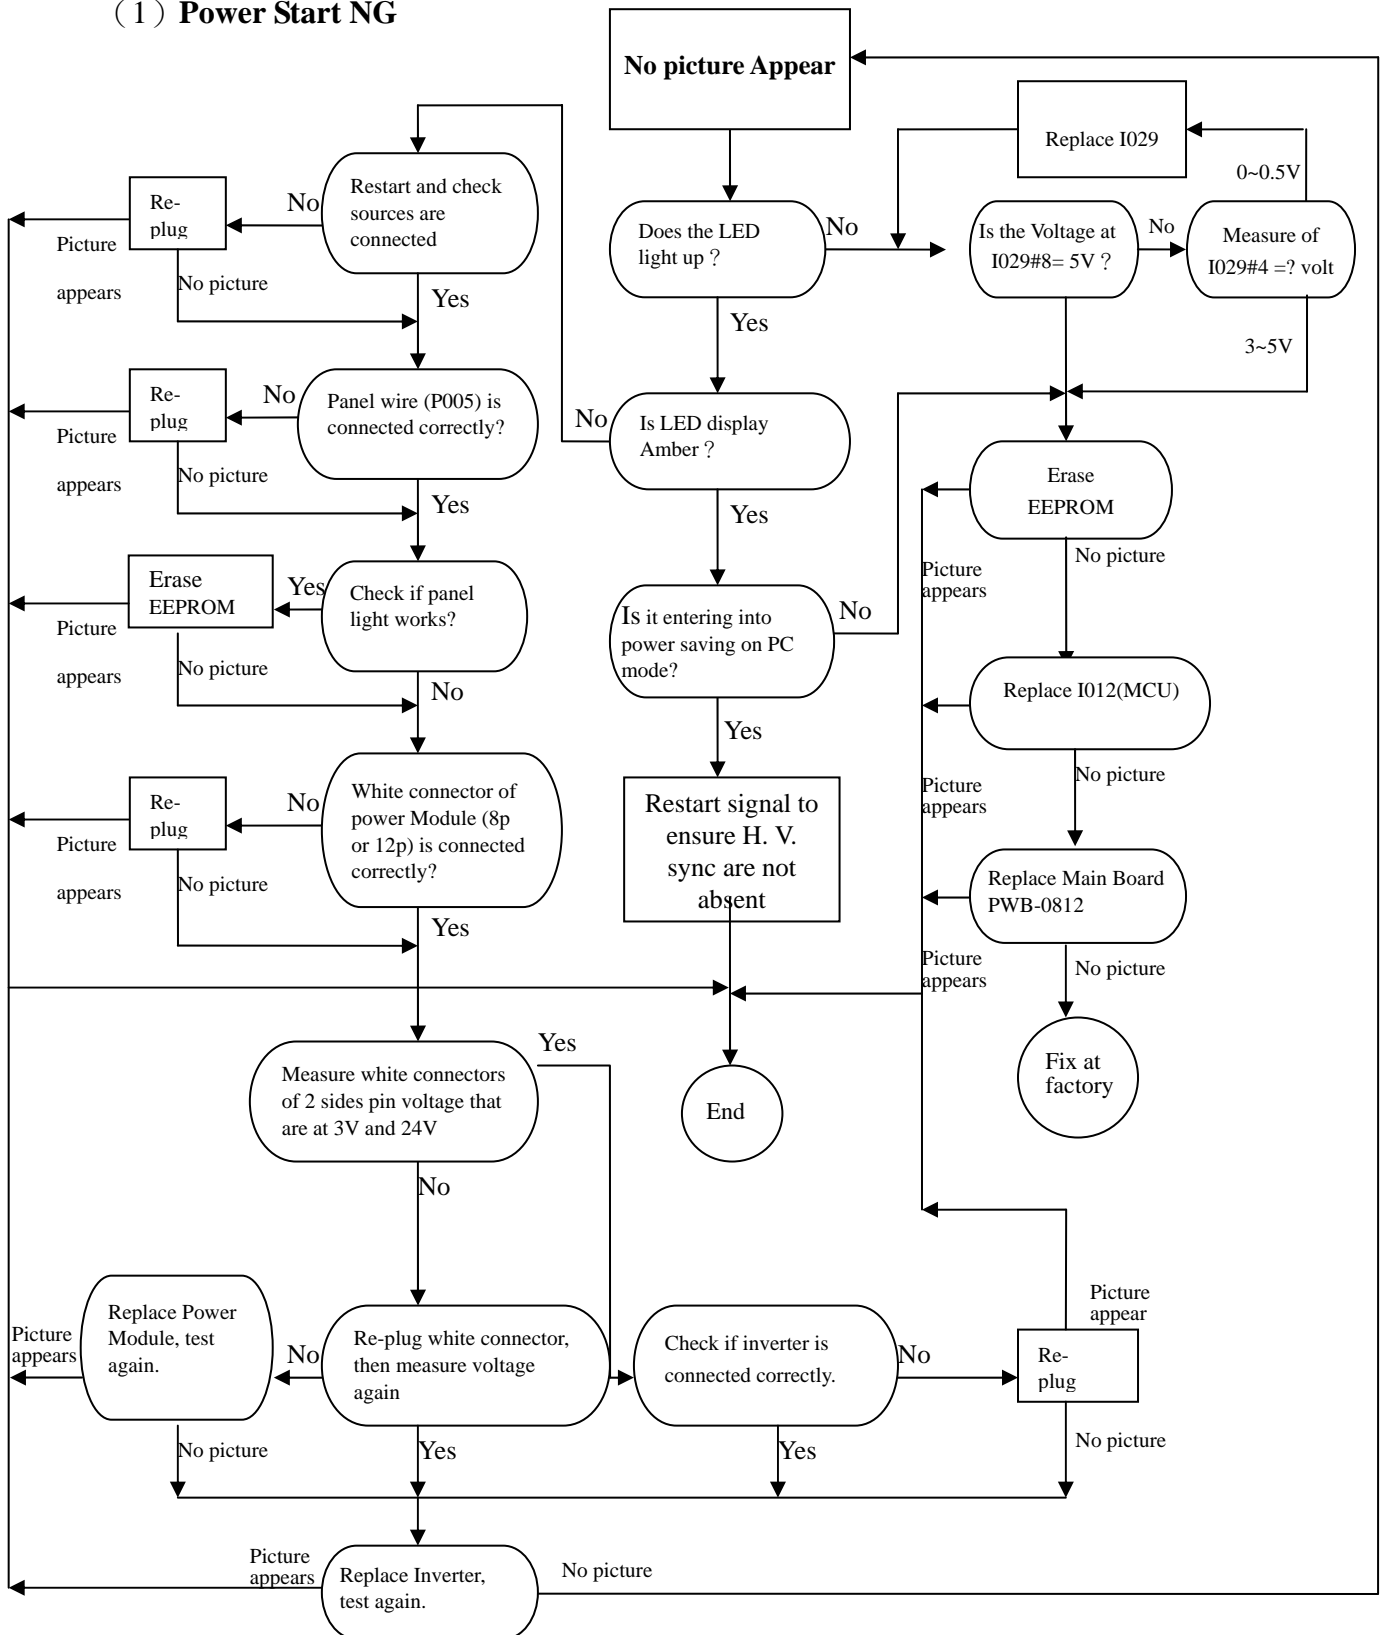 （1）Power Start NG
No picture Appear
Replace I029
0~0.5V
Restart and check
sources are
connected
No
Re-
plug
Picture
appears
No picture
Yes
Does the LED
light up？
No
Is the Voltage at
I029#8= 5V？
No
Measure of
I029#4 =? volt
3~5V
Yes
Panel wire (P005) is
connected correctly?
No
Re-
plug
Picture
appears
No picture
Yes
Is LED display
Amber？
No
Yes
Erase
EEPROM
No picture
Picture
appears
Check if panel
light works?
Yes
Erase
EEPROM
Picture
appears
No picture
No
Is it entering into
power saving on PC
mode?
No
Yes
Replace I012(MCU)
No picture
Picture
appears
White connector of
power Module (8p
or 12p) is connected
correctly?
No
Re-
plug
Picture
appears
No picture
Yes
Restart signal to
ensure H. V.
sync are not
absent
Replace Main Board
PWB-0812
Picture
appears
No picture
Fix at
factory
End
Measure white connectors
of 2 sides pin voltage that
are at 3V and 24V
Yes
No
Replace Power
Module, test
again.
Picture
appears
No
Re-plug white connector,
then measure voltage
again
Check if inverter is
connected correctly.
No
Re-
plug
Picture
appear
No picture
Yes
Yes
No picture
Picture
appears
Replace Inverter,
test again.
No picture